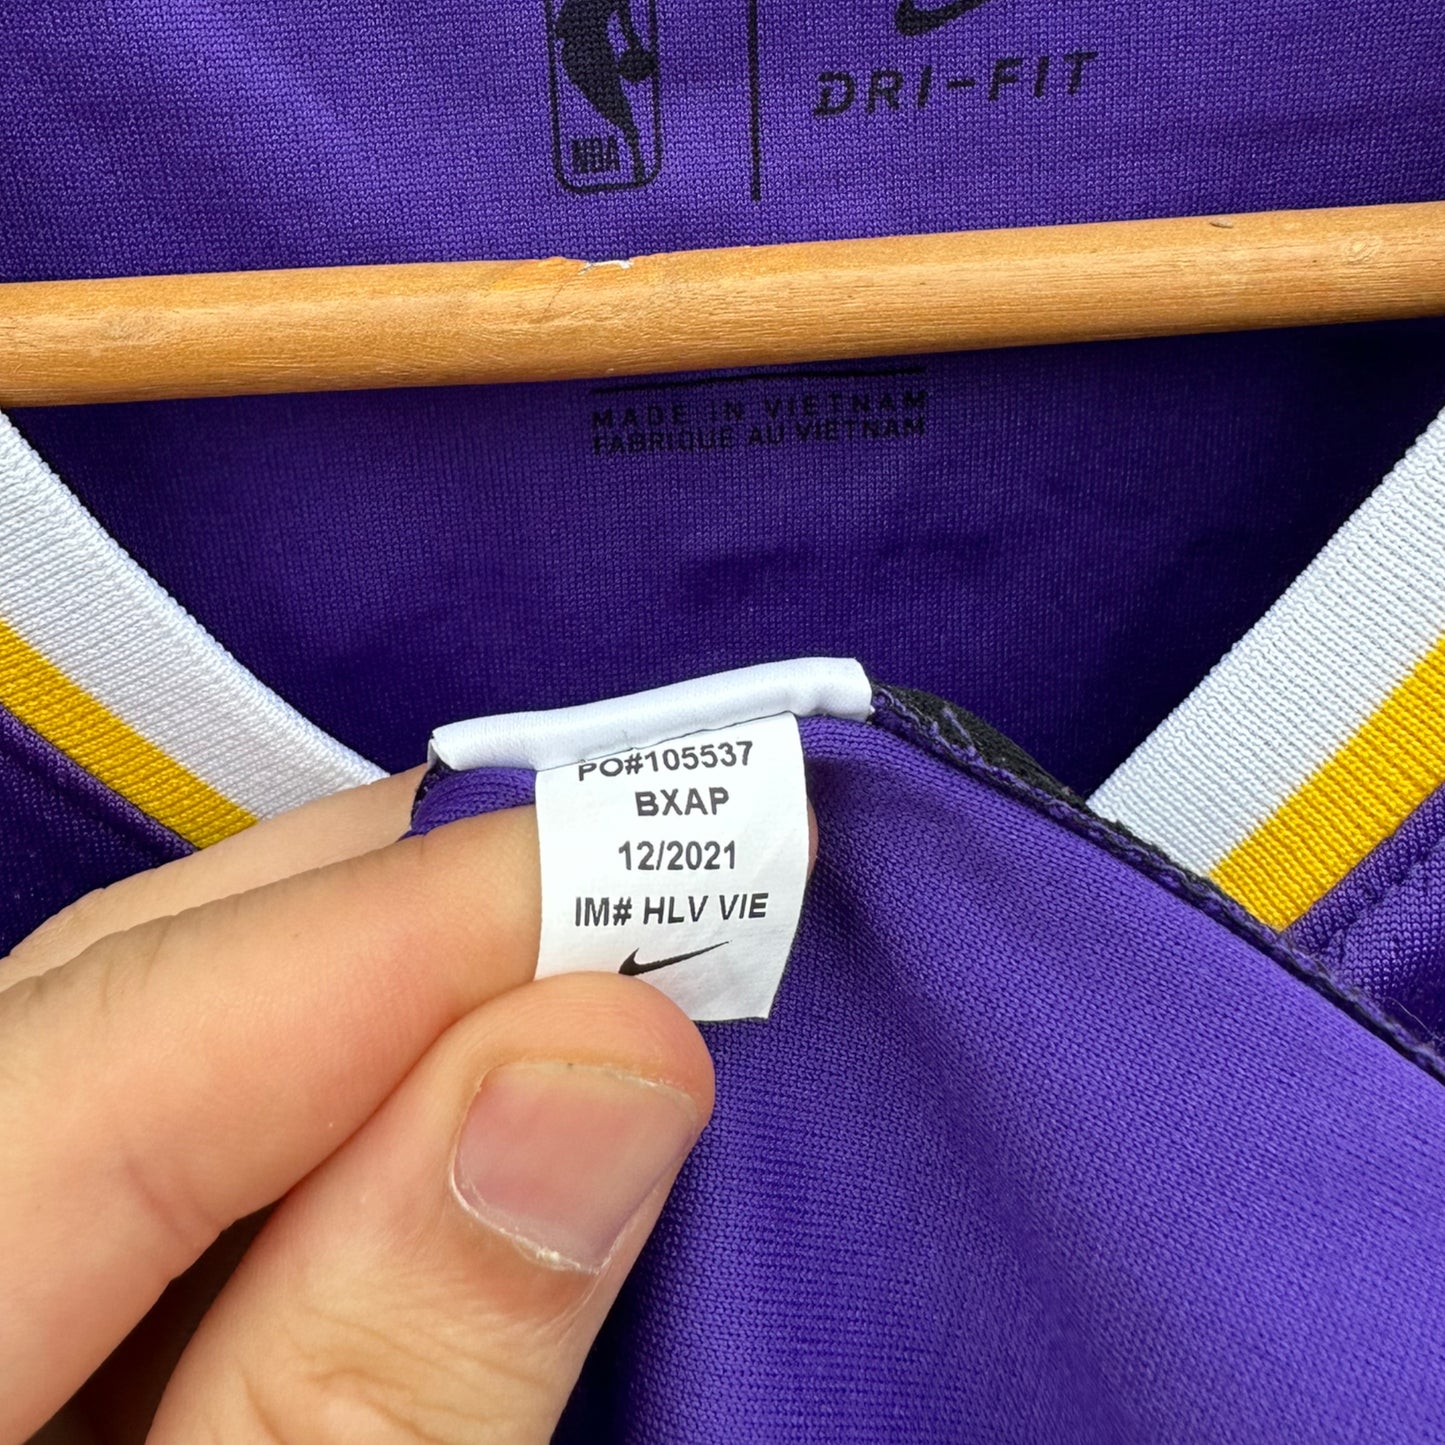 NBA
DRI-FIT
MADE IN VIETNAM
FABRIQUE AU VIETNAM
PO#105537
BXAP
12/2021
IM# HLV VIE